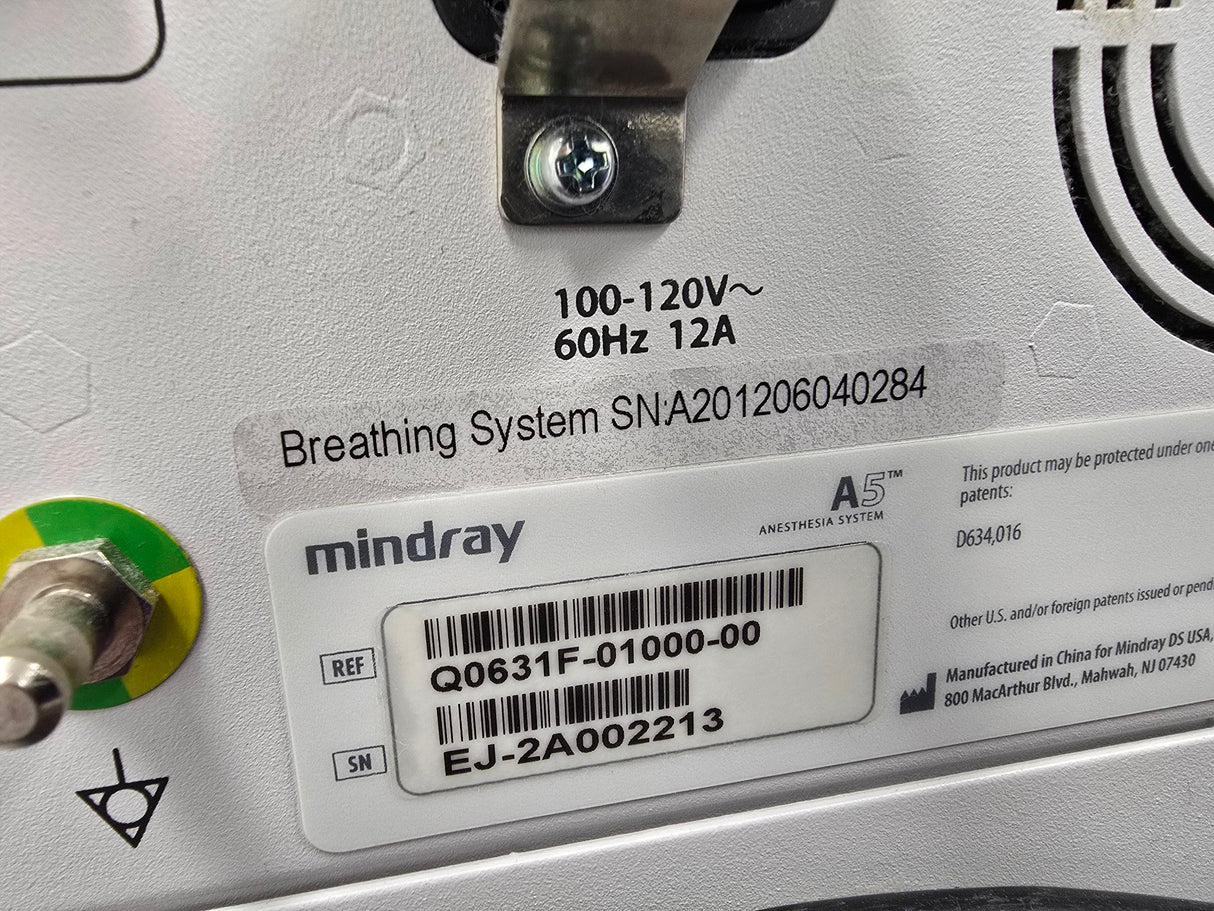 100-120V~
60Hz 12A
Breathing System SN:A201206040284
mindray
A5™
ANESTHESIA SYSTEM
REF
Q0631F-01000-00
SN
EJ-2A002213
This product may be protected under one
patents:
D634,016
Other U.S. and/or foreign patents issued or pend
Manufactured in China for Mindray DS USA,
800 MacArthur Blvd., Mahwah, NJ 07430